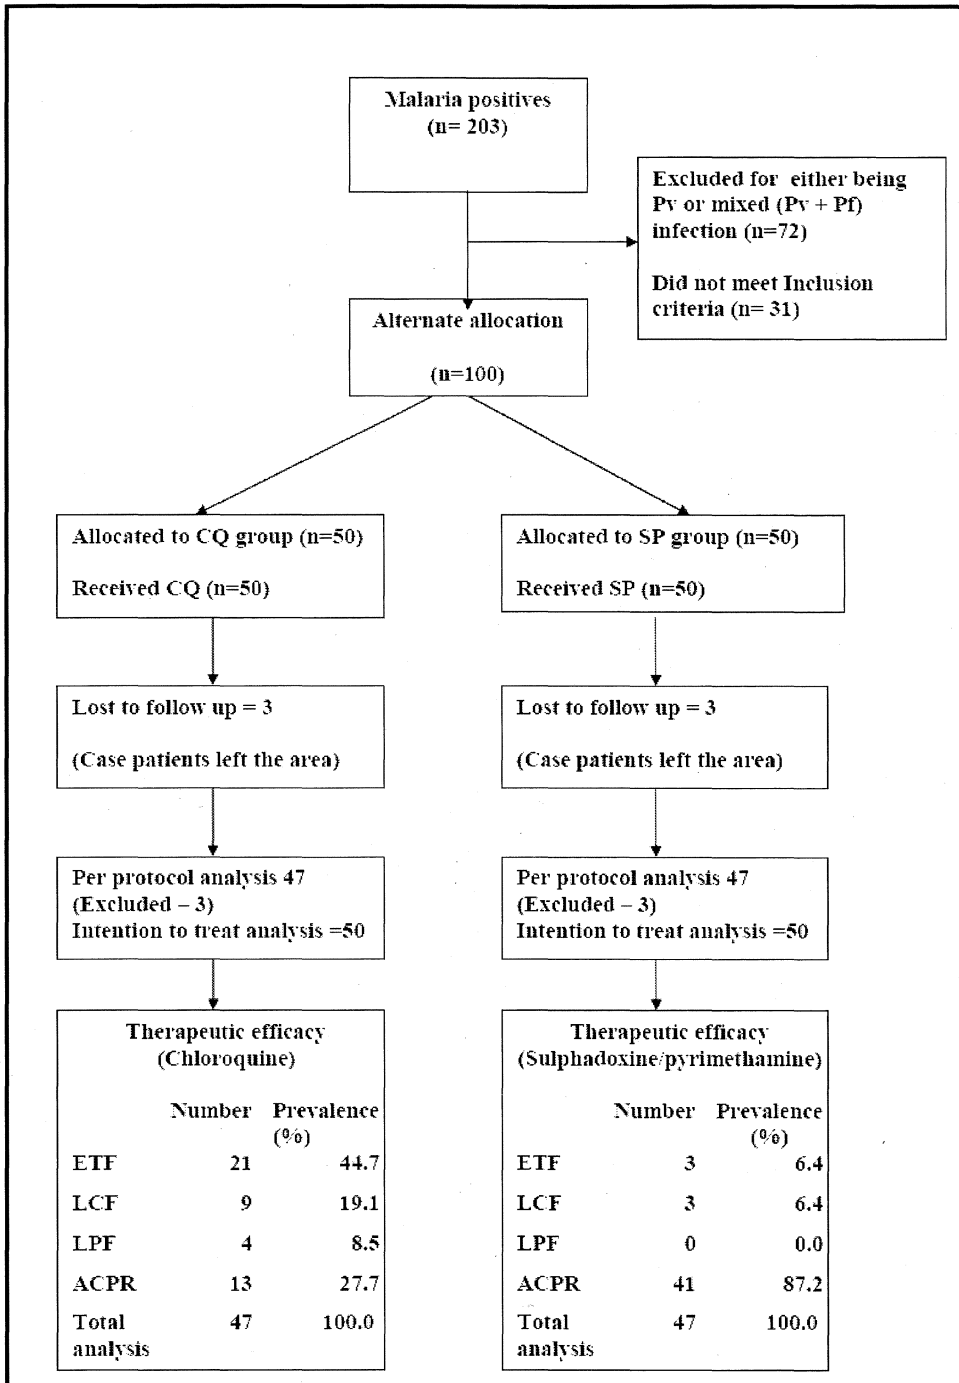 Malaria positives
(n= 203)
Excluded for either being
Pv or mixed (Pv + Pf)
infection (n=72)
Did not meet Inclusion
criteria (n= 31)
Alternate allocation
(n=100)
Allocated to CQ group (n=50)
Received CQ (n=50)
Allocated to SP group (n=50)
Received SP (n=50)
Lost to follow up = 3
(Case patients left the area)
Lost to follow up = 3
(Case patients left the area)
Per protocol analysis 47
(Excluded – 3)
Intention to treat analysis =50
Per protocol analysis 47
(Excluded – 3)
Intention to treat analysis =50
Therapeutic efficacy
(Chloroquine)
Number Prevalence
(%)
ETF 21 44.7
LCF 9 19.1
LPF 4 8.5
ACPR 13 27.7
Total 47 100.0
analysis
Therapeutic efficacy
(Sulphadoxine/pyrimethamine)
Number Prevalence
(%)
ETF 3 6.4
LCF 3 6.4
LPF 0 0.0
ACPR 41 87.2
Total 47 100.0
analysis